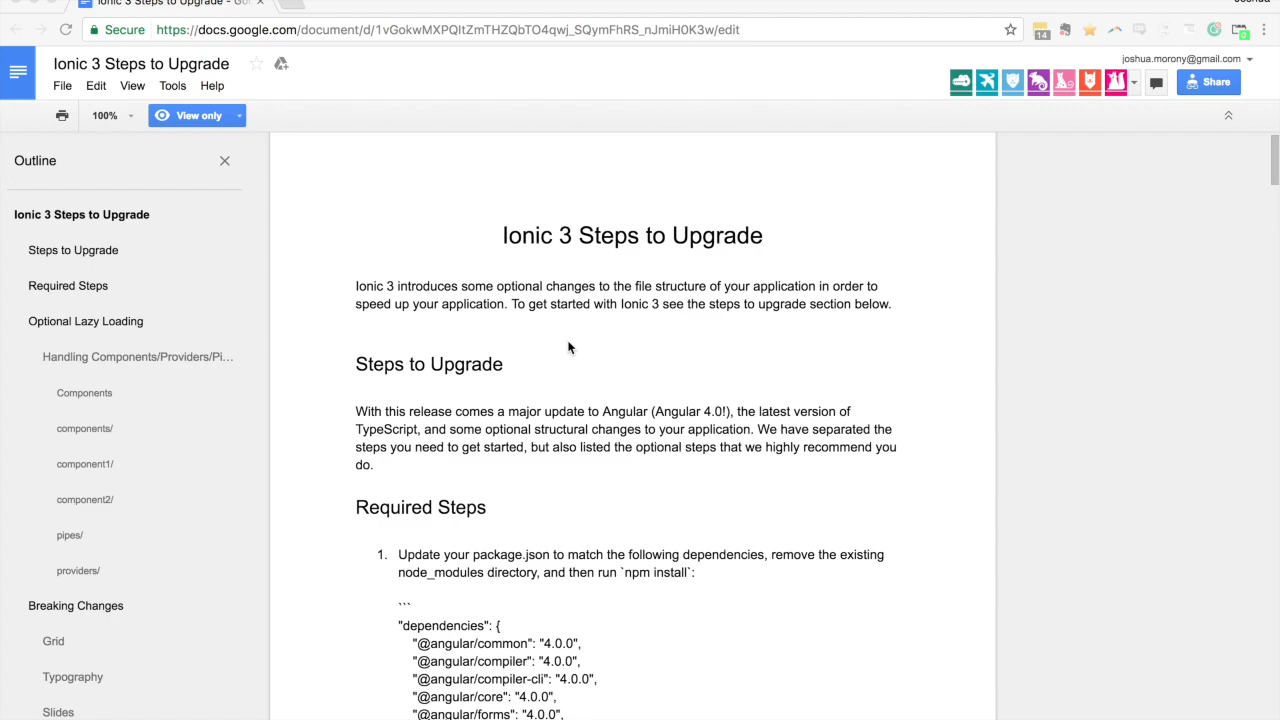 Ionic 3 Steps to Upgrade - Go
Secure https://docs.google.com/document/d/1vGokwMXPQItZmTHZQbTO4qwj_SQymFhRS_nJmiH0K3w/edit
14
0
Ionic 3 Steps to Upgrade
joshua.morony@gmail.com
File Edit View Tools Help
Share
100% View only
Outline
Ionic 3 Steps to Upgrade
Steps to Upgrade
Required Steps
Optional Lazy Loading
Handling Components/Providers/Pi...
Components
components/
component1/
component2/
pipes/
providers/
Breaking Changes
Grid
Typography
Slides
Ionic 3 Steps to Upgrade
Ionic 3 introduces some optional changes to the file structure of your application in order to
speed up your application. To get started with Ionic 3 see the steps to upgrade section below.
Steps to Upgrade
With this release comes a major update to Angular (Angular 4.0!), the latest version of
TypeScript, and some optional structural changes to your application. We have separated the
steps you need to get started, but also listed the optional steps that we highly recommend you
do.
Required Steps
1. Update your package.json to match the following dependencies, remove the existing
node_modules directory, and then run `npm install`:
```
"dependencies": {
"@angular/common": "4.0.0",
"@angular/compiler": "4.0.0",
"@angular/compiler-cli": "4.0.0",
"@angular/core": "4.0.0",
"@angular/forms": "4.0.0",